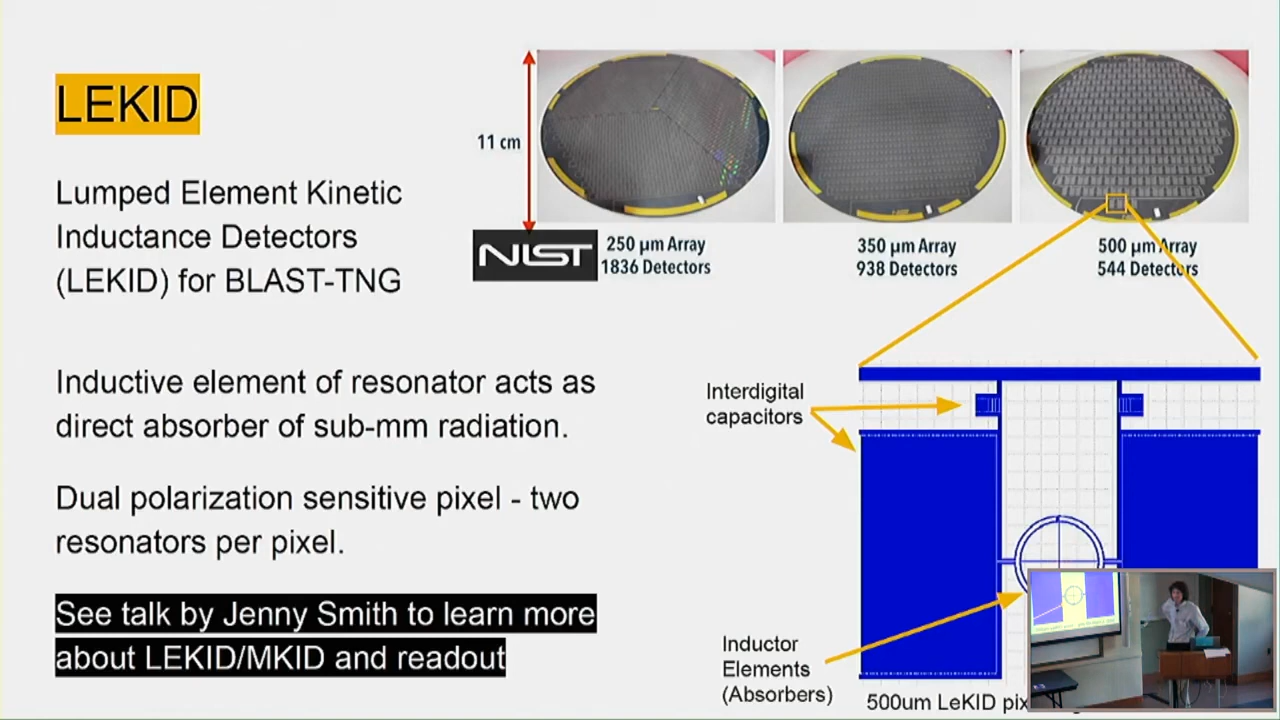 LEKID
Lumped Element Kinetic
Inductance Detectors
(LEKID) for BLAST-TNG
Inductive element of resonator acts as
direct absorber of sub-mm radiation.
Dual polarization sensitive pixel - two
resonators per pixel.
See talk by Jenny Smith to learn more
about LEKID/MKID and readout
11 cm
NIST
250 µm Array
1836 Detectors
350 µm Array
938 Detectors
500 µm Array
544 Detectors
Interdigital
capacitors
Inductor
Elements
(Absorbers)
500um LeKID